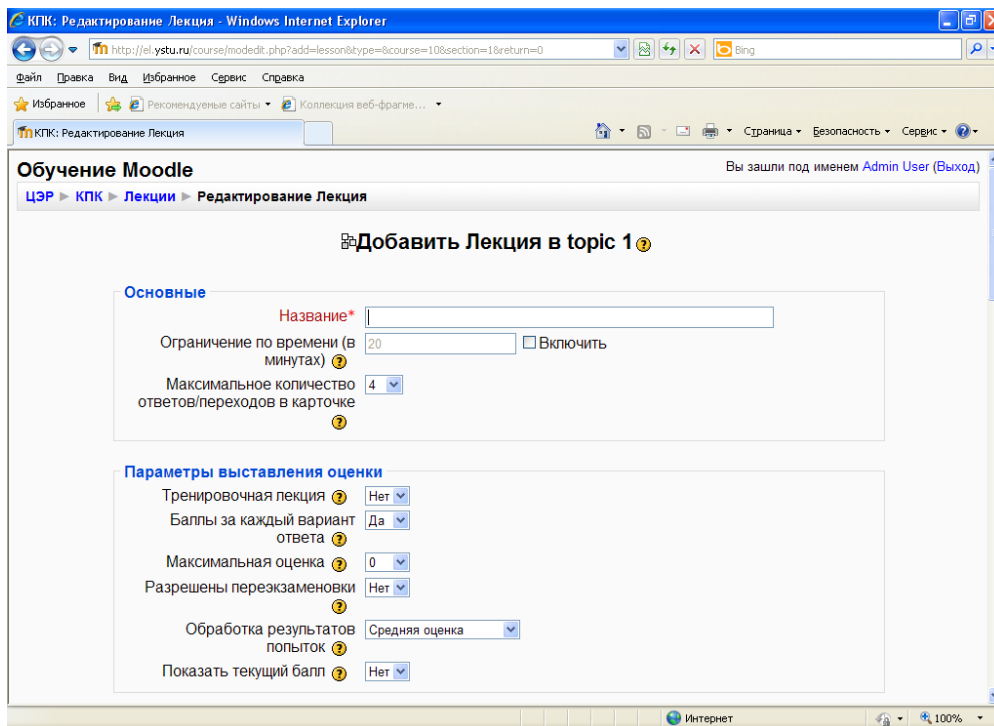 КПК: Редактирование Лекция - Windows Internet Explorer
http://el.ystu.ru/course/modedit.php?add=lesson&type=&course=10&section=1&return=0
Bing
Файл Правка Вид Избранное Сервис Справка
Избранное Рекомендуемые сайты Коллекция веб-фрагме...
КПК: Редактирование Лекция
Страница Безопасность Сервис
Обучение Moodle
Вы зашли под именем Admin User (Выход)
ЦЭР ► КПК ► Лекции ► Редактирование Лекция
Добавить Лекция в topic 1
Основные
Название*
Ограничение по времени (в
минутах)
20
Включить
Максимальное количество
ответов/переходов в карточке
4
Параметры выставления оценки
Тренировочная лекция Нет
Баллы за каждый вариант
ответа
Да
Максимальная оценка 0
Разрешены переэкзаменовки Нет
Обработка результатов
попыток
Средняя оценка
Показать текущий балл Нет
Интернет
100%